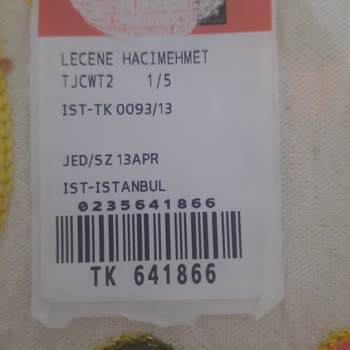 LECENE HACIMEHMET
TJCWT2 1/5
IST-TK 0093/13
JED/SZ 13APR
IST-ISTANBUL
0235641866
TK 641866